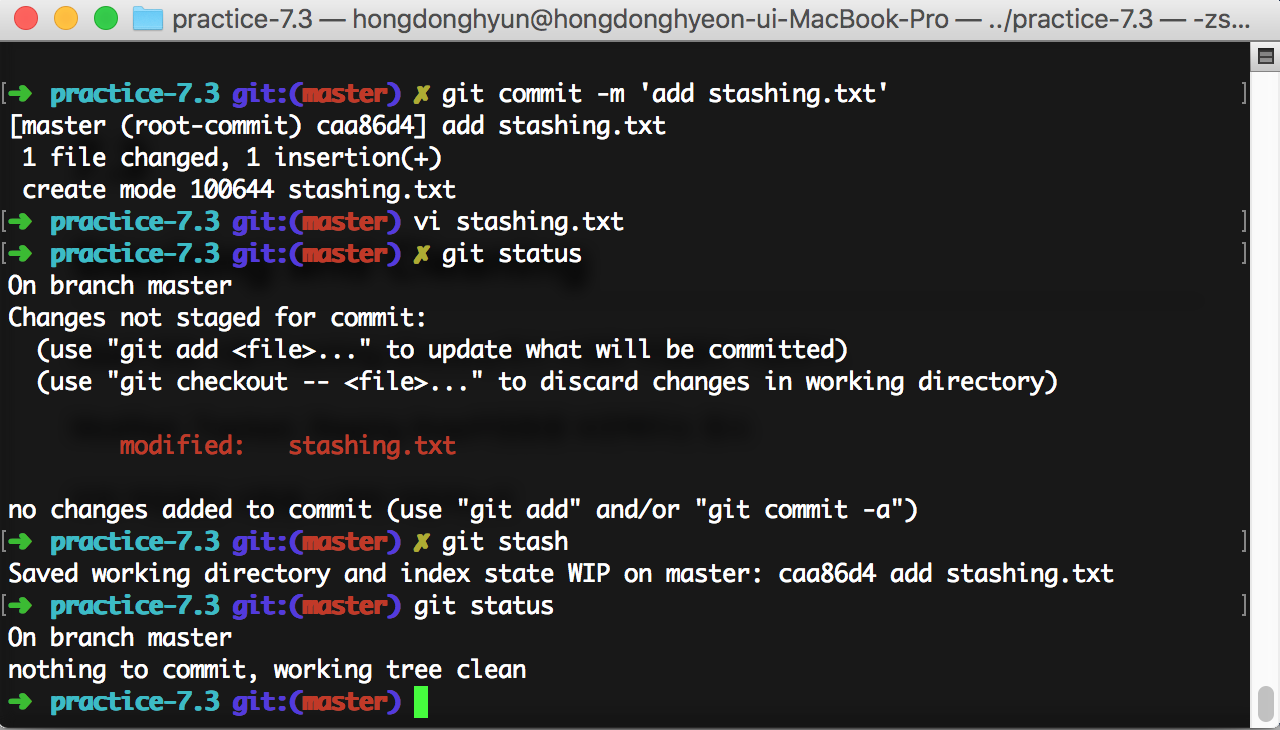 practice-7.3 — hongdonghyun@hongdonghyeon-ui-MacBook-Pro — ../practice-7.3 — -zs...
[➜ practice-7.3 git:(master) ✗ git commit -m 'add stashing.txt' ]
[master (root-commit) caa86d4] add stashing.txt
1 file changed, 1 insertion(+)
create mode 100644 stashing.txt
[➜ practice-7.3 git:(master) vi stashing.txt ]
[➜ practice-7.3 git:(master) ✗ git status ]
On branch master
Changes not staged for commit:
(use "git add <file>..." to update what will be committed)
(use "git checkout -- <file>..." to discard changes in working directory)
modified: stashing.txt
no changes added to commit (use "git add" and/or "git commit -a")
[➜ practice-7.3 git:(master) ✗ git stash ]
Saved working directory and index state WIP on master: caa86d4 add stashing.txt
[➜ practice-7.3 git:(master) git status ]
On branch master
nothing to commit, working tree clean
➜ practice-7.3 git:(master)